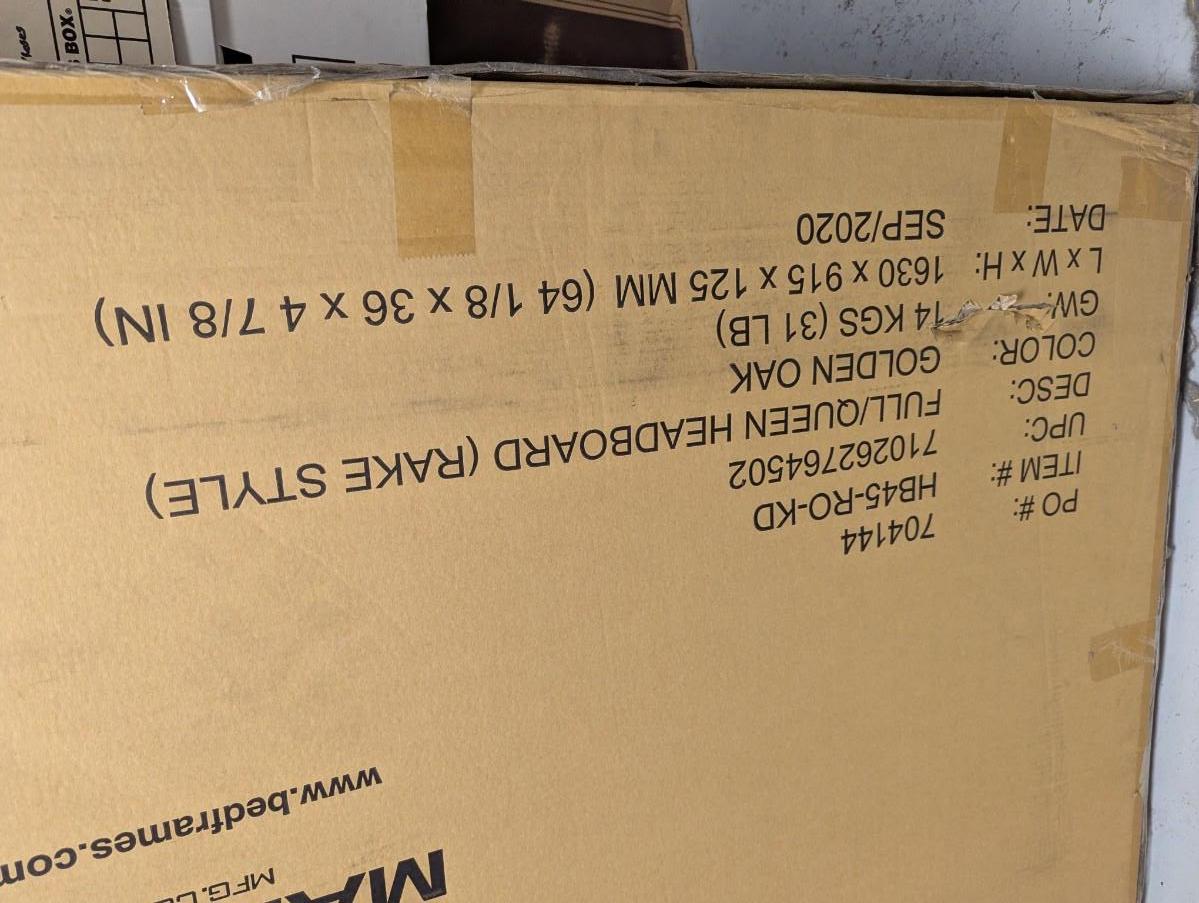 MFG.
www.bedframes.com
PO #: 704144
ITEM #: HB45-RO-KD
UPC: 710262764502
DESC: FULL/QUEEN HEADBOARD (RAKE STYLE)
COLOR: GOLDEN OAK
GW: 14 KGS (31 LB)
L x W x H: 1630 x 915 x 125 MM (64 1/8 x 36 x 4 7/8 IN)
DATE: SEP/2020
BOX®